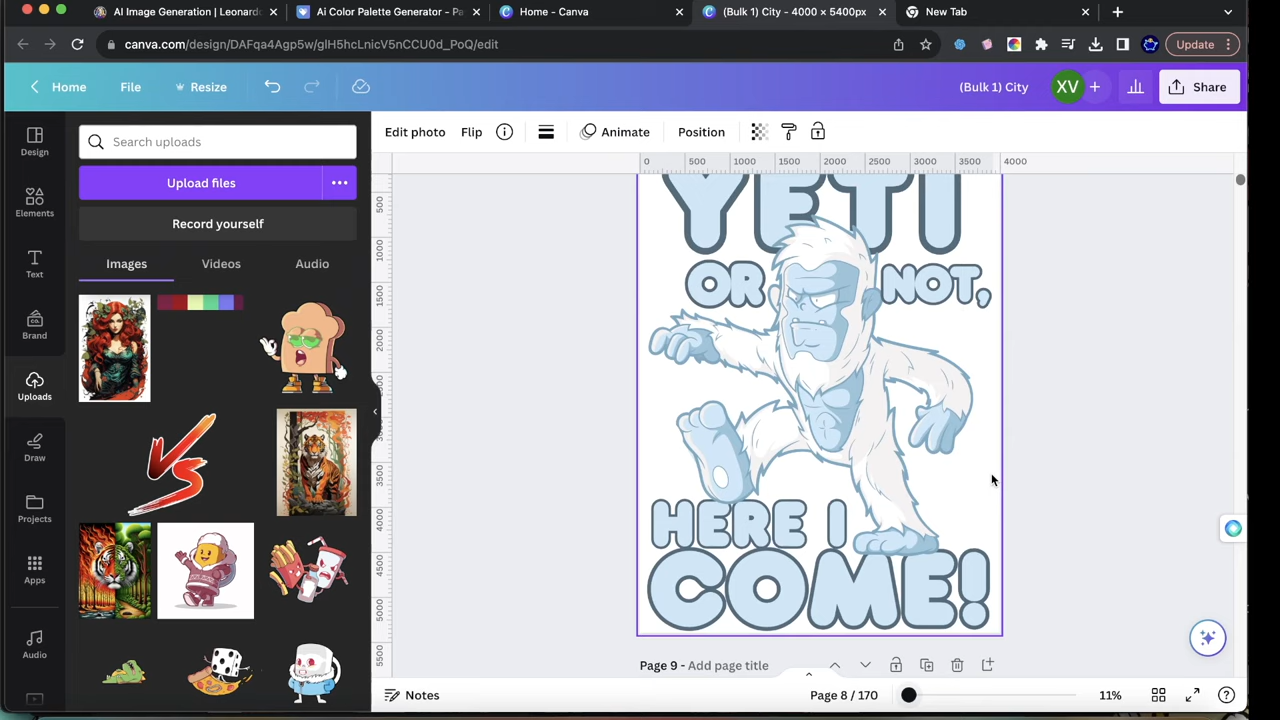 AI Image Generation | Leonardo
Ai Color Palette Generator - Pa
Home - Canva
(Bulk 1) City - 4000 × 5400px
New Tab
canva.com/design/DAFqa4Agp5w/glH5hcLnicV5nCCU0d_PoQ/edit
Update
Home
File
Resize
(Bulk 1) City
XV
Share
Design
Elements
Text
Brand
Uploads
Draw
Projects
Apps
Audio
Search uploads
Upload files
Record yourself
Images
Videos
Audio
VS
Edit photo
Flip
Animate
Position
0
500
1000
1500
2000
2500
3000
3500
4000
500
1000
1500
2000
3000
3500
4000
4500
5000
5500
YETI
OR NOT,
HERE I
COME!
Page 9 - Add page title
Notes
Page 8 / 170
11%